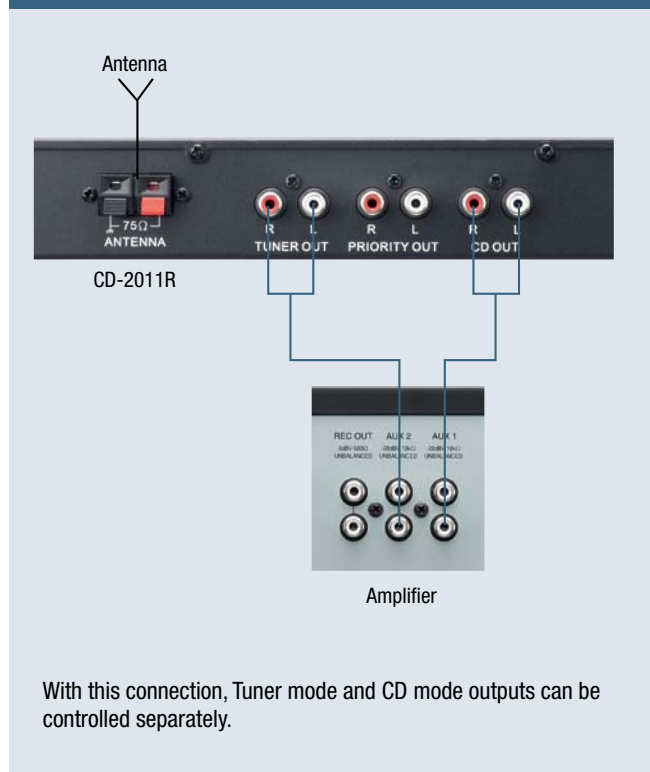 Antenna
75Ω
ANTENNA
R L
TUNER OUT
R L
PRIORITY OUT
R L
CD OUT
CD-2011R
REC OUT AUX 2 AUX 1
UNBALANCED UNBALANCED UNBALANCED
Amplifier
With this connection, Tuner mode and CD mode outputs can be
controlled separately.